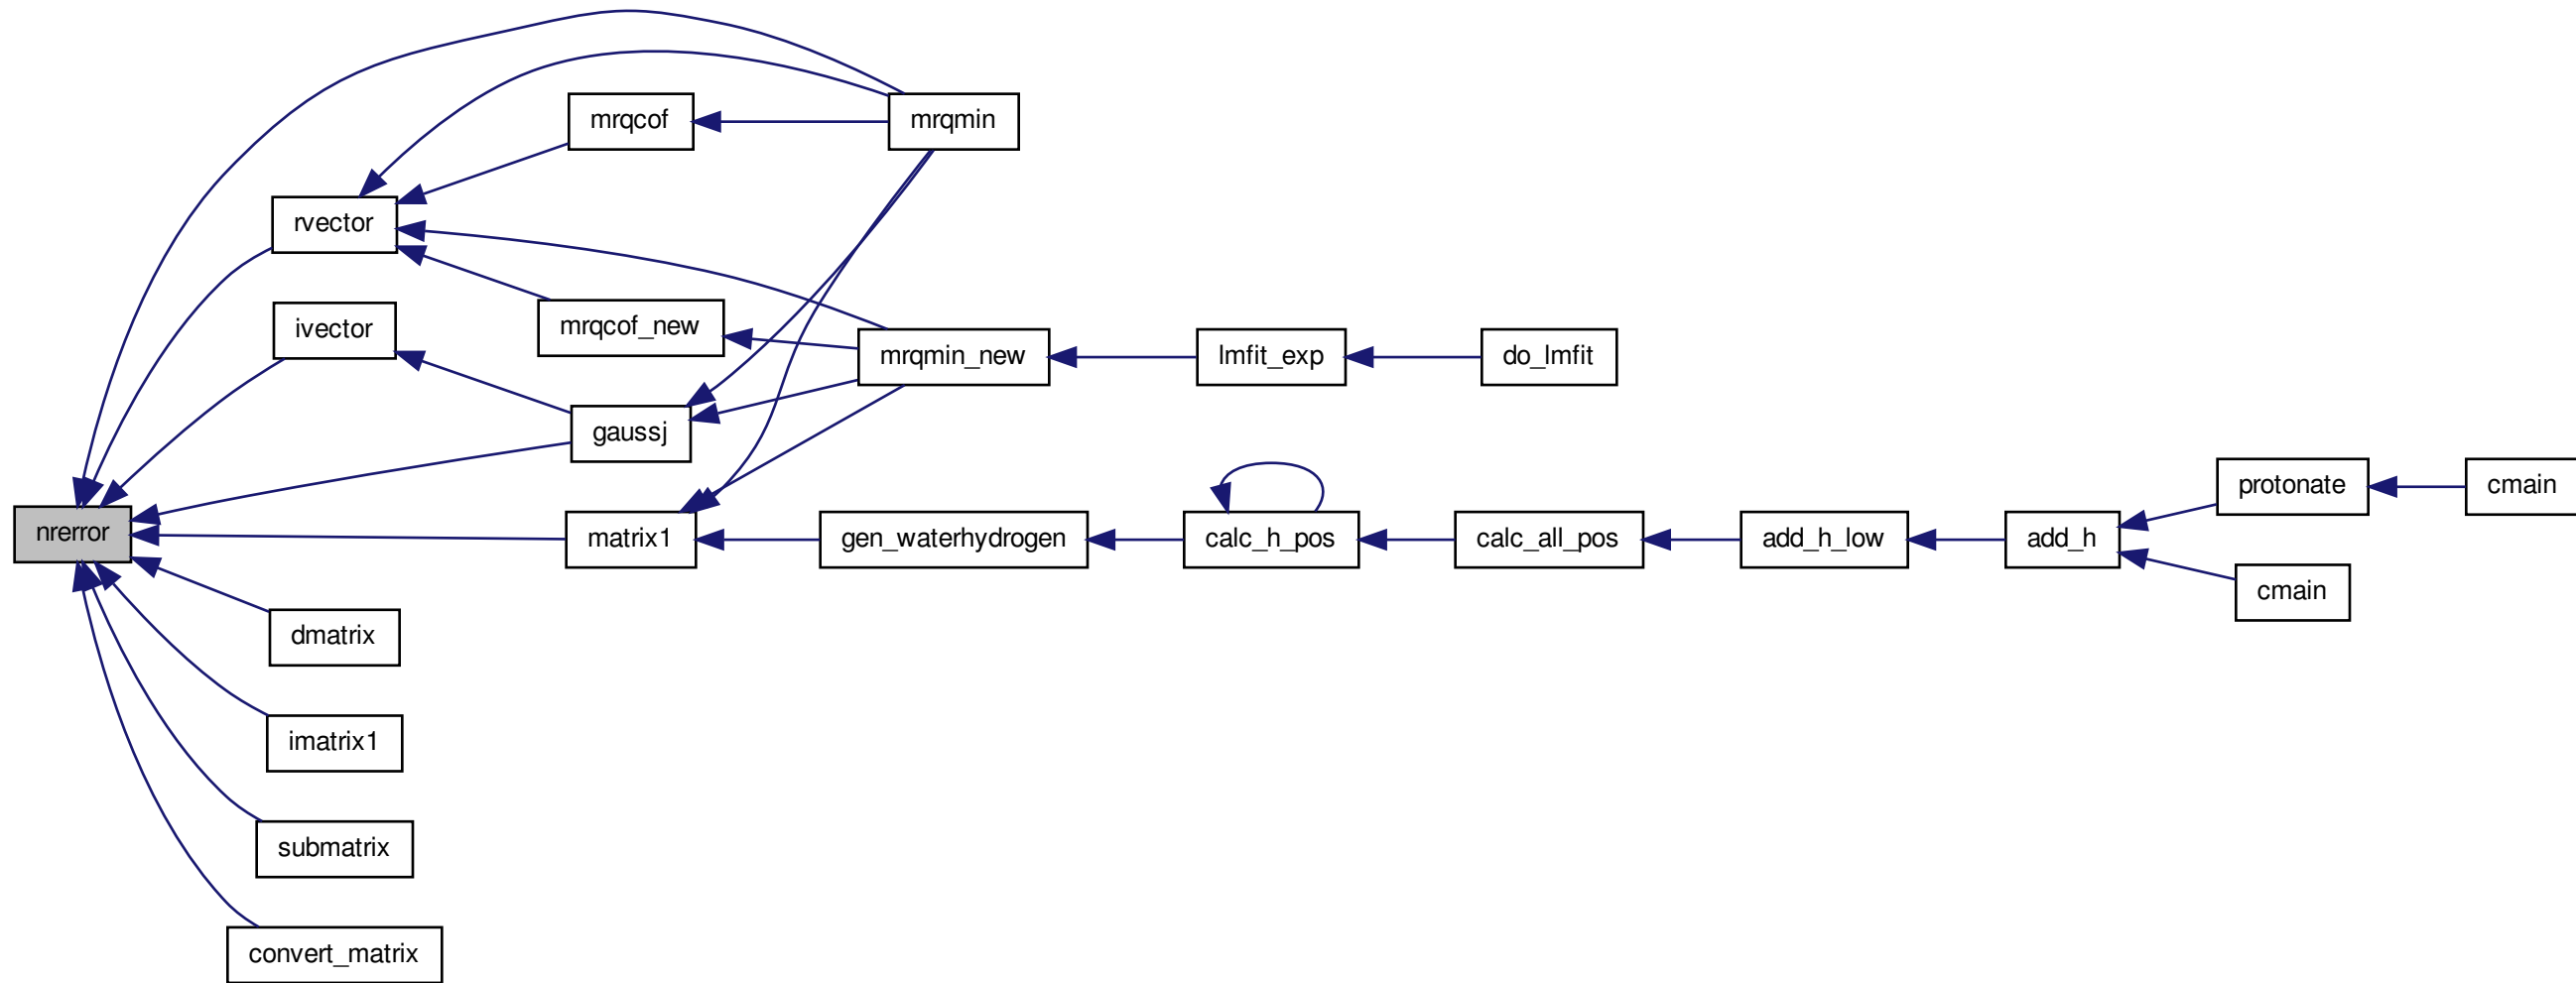 mrqcof
mrqmin
rvector
ivector
mrqcof_new
mrqmin_new
lmfit_exp
do_lmfit
gaussj
nrerror
matrix1
gen_waterhydrogen
calc_h_pos
calc_all_pos
add_h_low
add_h
protonate
cmain
cmain
dmatrix
imatrix1
submatrix
convert_matrix